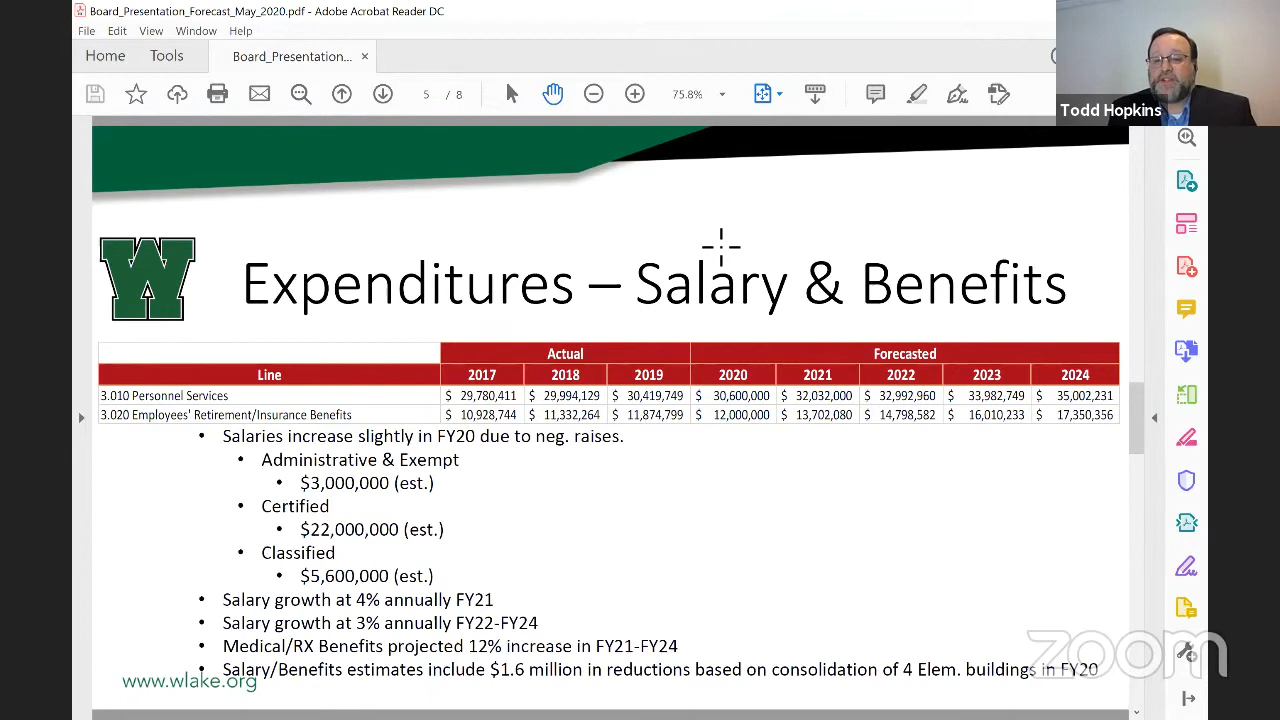 Board_Presentation_Forecast_May_2020.pdf - Adobe Acrobat Reader DC
File Edit View Window Help
Home Tools Board_Presentation... ×
5 / 8 75.8%
Todd Hopkins
W
Expenditures – Salary & Benefits
Actual Forecasted
Line 2017 2018 2019 2020 2021 2022 2023 2024
3.010 Personnel Services $ 29,780,411 $ 29,994,129 $ 30,419,749 $ 30,600,000 $ 32,032,000 $ 32,992,960 $ 33,982,749 $ 35,002,231
3.020 Employees' Retirement/Insurance Benefits $ 10,928,744 $ 11,332,264 $ 11,874,799 $ 12,000,000 $ 13,702,080 $ 14,798,582 $ 16,010,233 $ 17,350,356
• Salaries increase slightly in FY20 due to neg. raises.
• Administrative & Exempt
• $3,000,000 (est.)
• Certified
• $22,000,000 (est.)
• Classified
• $5,600,000 (est.)
• Salary growth at 4% annually FY21
• Salary growth at 3% annually FY22-FY24
• Medical/RX Benefits projected 12% increase in FY21-FY24
• Salary/Benefits estimates include $1.6 million in reductions based on consolidation of 4 Elem. buildings in FY20
www.wlake.org
zoom